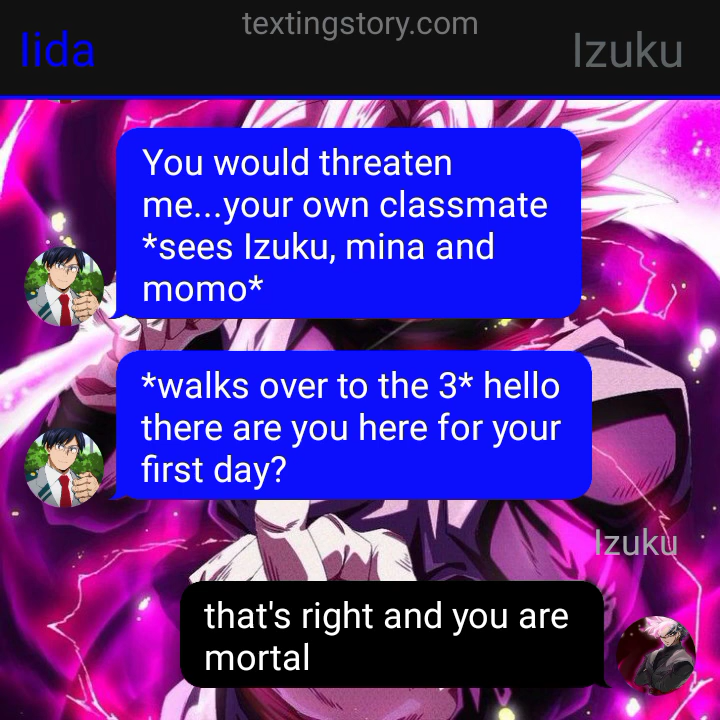 textingstory.com
Iida
Izuku
You would threaten
me...your own classmate
*sees Izuku, mina and
momo*
*walks over to the 3* hello
there are you here for your
first day?
Izuku
that's right and you are
mortal